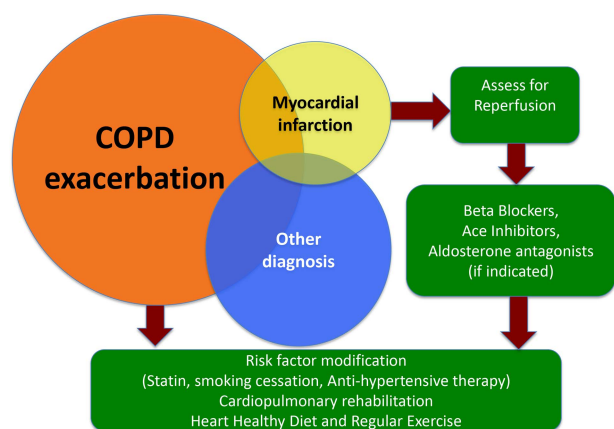 COPD
exacerbation
Myocardial
infarction
Other
diagnosis
Assess for
Reperfusion
Beta Blockers,
Ace Inhibitors,
Aldosterone antagonists
(if indicated)
Risk factor modification
(Statin, smoking cessation, Anti-hypertensive therapy)
Cardiopulmonary rehabilitation
Heart Healthy Diet and Regular Exercise